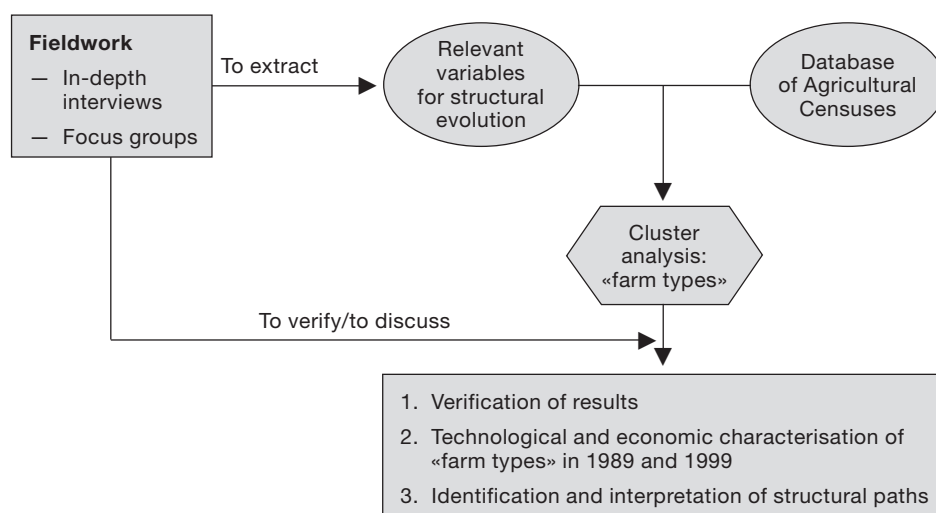 Fieldwork
— In-depth
interviews
— Focus groups
To extract
Relevant
variables
for structural
evolution
Database
of Agricultural
Censuses
Cluster
analysis:
«farm types»
To verify/to discuss
1. Verification of results
2. Technological and economic characterisation of
«farm types» in 1989 and 1999
3. Identification and interpretation of structural paths